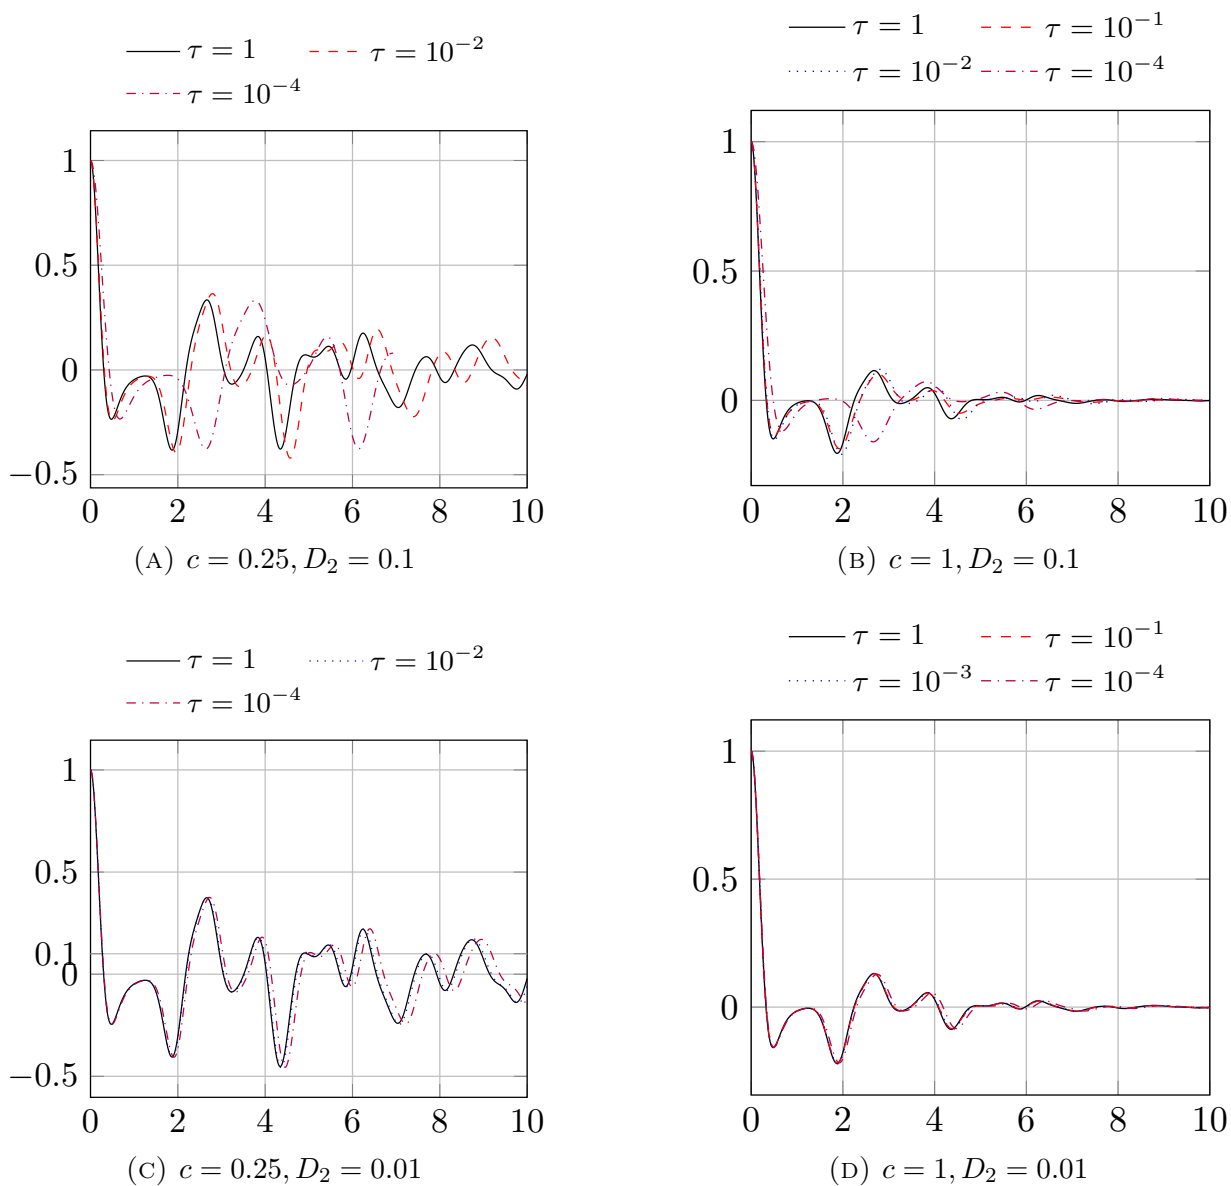 τ = 1 τ = 10⁻²
τ = 10⁻⁴
1
0.5
0
−0.5
0 2 4 6 8 10
(A) c = 0.25, D₂ = 0.1
τ = 1 τ = 10⁻¹
τ = 10⁻² τ = 10⁻⁴
1
0.5
0
0 2 4 6 8 10
(B) c = 1, D₂ = 0.1
τ = 1 τ = 10⁻²
τ = 10⁻⁴
1
0.5
0.1
0
−0.5
0 2 4 6 8 10
(C) c = 0.25, D₂ = 0.01
τ = 1 τ = 10⁻¹
τ = 10⁻³ τ = 10⁻⁴
1
0.5
0
0 2 4 6 8 10
(D) c = 1, D₂ = 0.01